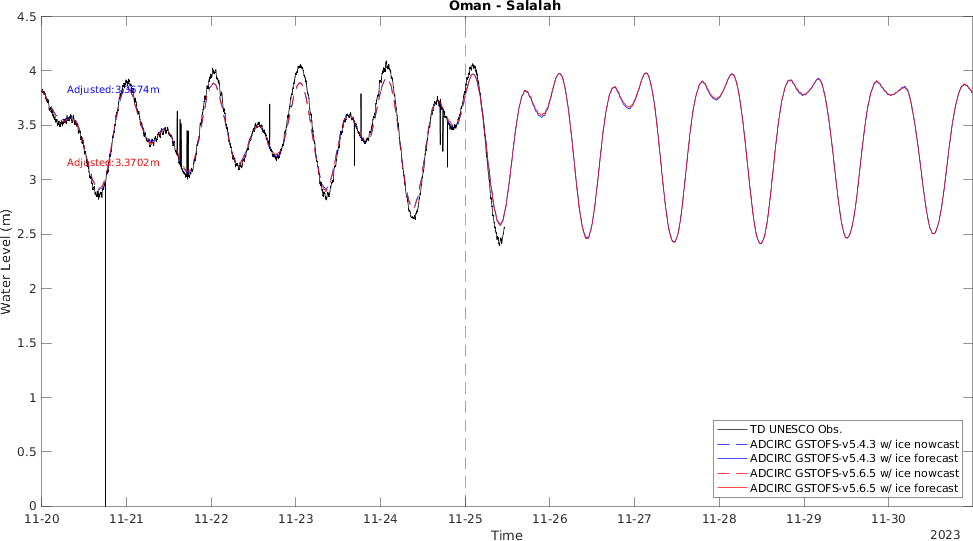 Oman - Salalah
4.5
4
3.5
3
2.5
2
1.5
1
0.5
0
Water Level (m)
Adjusted:3.3674m
Adjusted:3.3702m
TD UNESCO Obs.
ADCIRC GSTOFS-v5.4.3 w/ ice nowcast
ADCIRC GSTOFS-v5.4.3 w/ ice forecast
ADCIRC GSTOFS-v5.6.5 w/ ice nowcast
ADCIRC GSTOFS-v5.6.5 w/ ice forecast
11-20 11-21 11-22 11-23 11-24 11-25 11-26 11-27 11-28 11-29 11-30
Time
2023